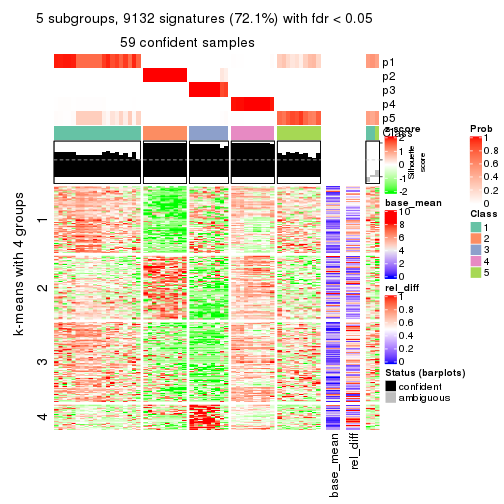 5 subgroups, 9132 signatures (72.1%) with fdr < 0.05
59 confident samples
p1
p2
p3
p4
p5
Class
z-score
2
1
0
-1
-2
Silhouette
score
base_mean
10
8
6
4
2
0
rel_diff
1
0.8
0.6
0.4
0.2
0
Status (barplots)
confident
ambiguous
Prob
1
0.8
0.6
0.4
0.2
0
Class
1
2
3
4
5
k-means with 4 groups
1
2
3
4
base_mean
rel_diff